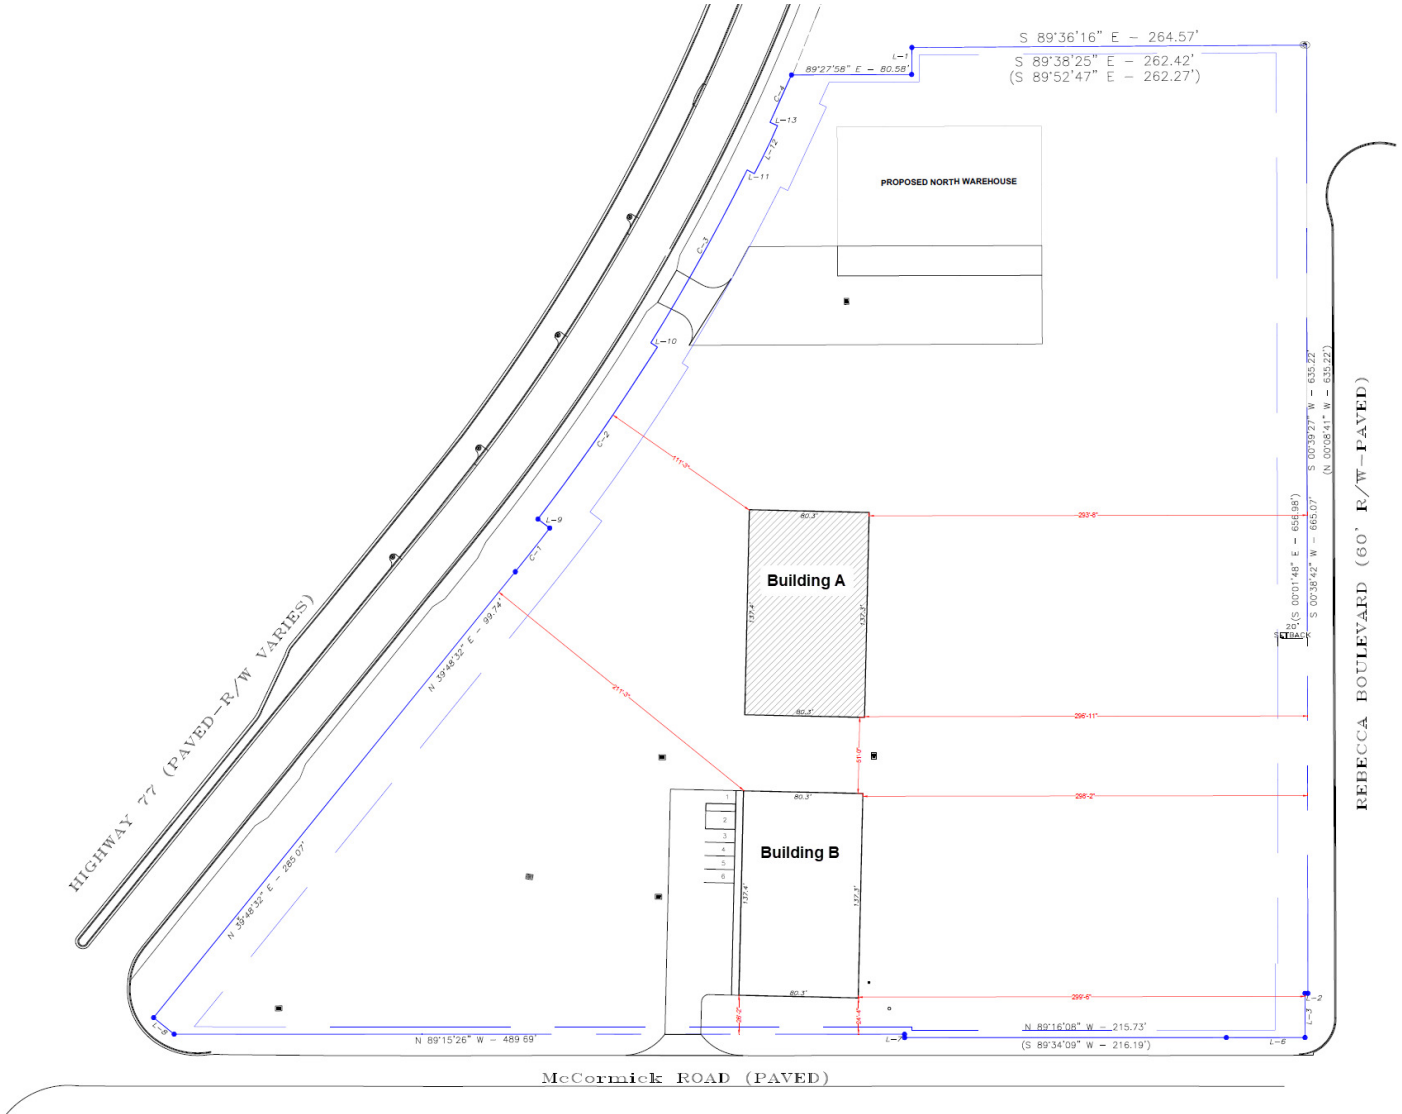 S 89°36'16" E - 264.57'
L-1
S 89°38'25" E - 262.42'
(S 89°52'47" E - 262.27')
89°27'58" E - 80.58'
C-4
L-13
L-12
L-11
PROPOSED NORTH WAREHOUSE
C-3
L-10
S 00°39'27" W - 635.22'
(N 00°08'41" W - 635.22')
C-2
111'-3"
REBECCA BOULEVARD (60' R/W-PAVED)
80.3'
293'-8"
L-9
C-1
(S 00°01'48" E - 656.98')
S 00°38'42" W - 665.07'
Building A
137.4'
137.3'
N 39°48'32" E - 99.74'
20'
SETBACK
HIGHWAY 77 (PAVED-R/W VARIES)
211'-3"
80.3'
296'-11"
51'-0"
1
80.3'
298'-2"
2
3
4
5
6
Building B
137.4'
137.3'
N 39°48'32" E - 285.07'
80.3'
299'-6"
L-2
L-3
L-8
N 89°15'26" W - 489.69'
L-7
N 89°16'08" W - 215.73'
(S 89°34'09" W - 216.19')
L-6
McCormick ROAD (PAVED)